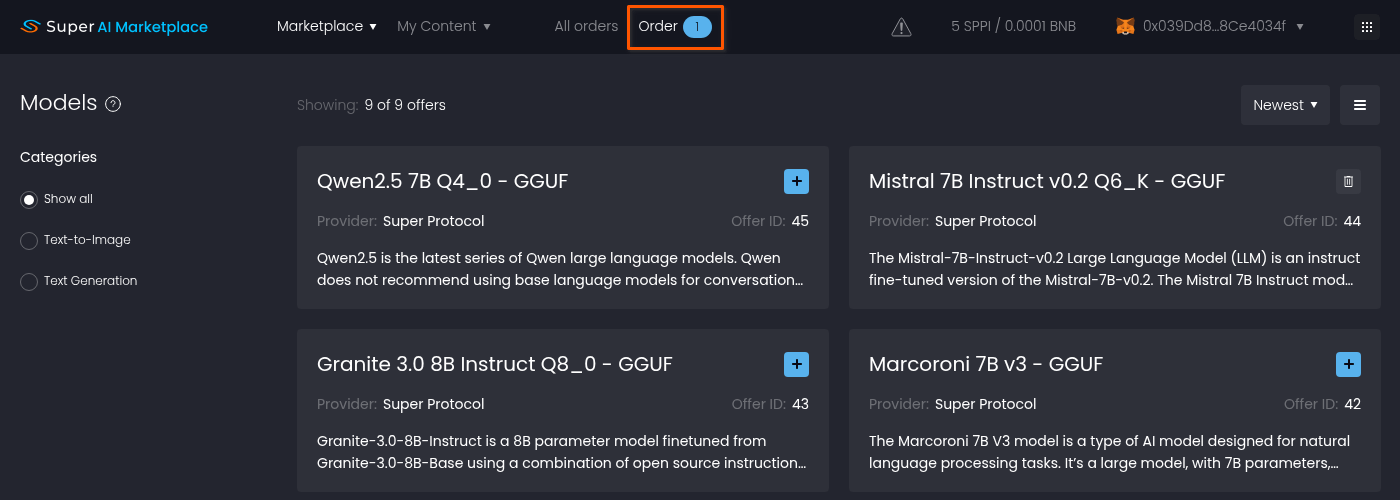 Super AI Marketplace
Marketplace
My Content
All orders
Order 1
5 SPPI / 0.0001 BNB
0x039Dd8...8Ce4034f
Models ?
Showing: 9 of 9 offers
Newest
Categories
Show all
Text-to-Image
Text Generation
Qwen2.5 7B Q4_0 - GGUF
Provider: Super Protocol
Offer ID: 45
Qwen2.5 is the latest series of Qwen large language models. Qwen
does not recommend using base language models for conversation...
Mistral 7B Instruct v0.2 Q6_K - GGUF
Provider: Super Protocol
Offer ID: 44
The Mistral-7B-Instruct-v0.2 Large Language Model (LLM) is an instruct
fine-tuned version of the Mistral-7B-v0.2. The Mistral 7B Instruct mod...
Granite 3.0 8B Instruct Q8_0 - GGUF
Provider: Super Protocol
Offer ID: 43
Granite-3.0-8B-Instruct is a 8B parameter model finetuned from
Granite-3.0-8B-Base using a combination of open source instruction...
Marcoroni 7B v3 - GGUF
Provider: Super Protocol
Offer ID: 42
The Marcoroni 7B V3 model is a type of AI model designed for natural
language processing tasks. It's a large model, with 7B parameters,...